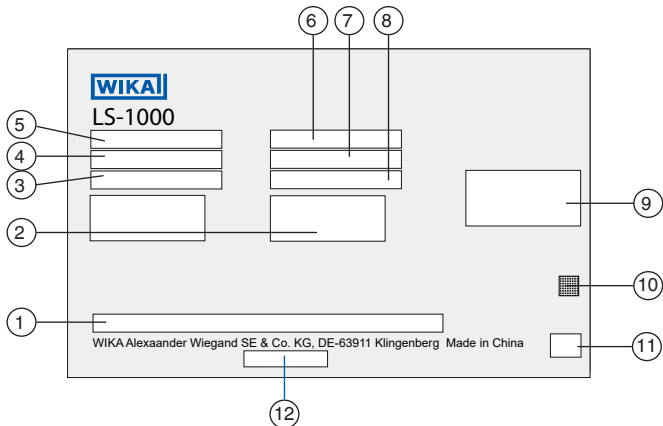 6 7 8
WIKA
LS-1000
5
4
3
9
2
10
1
WIKA Alexaander Wiegand SE & Co. KG, DE-63911 Klingenberg Made in China
11
12